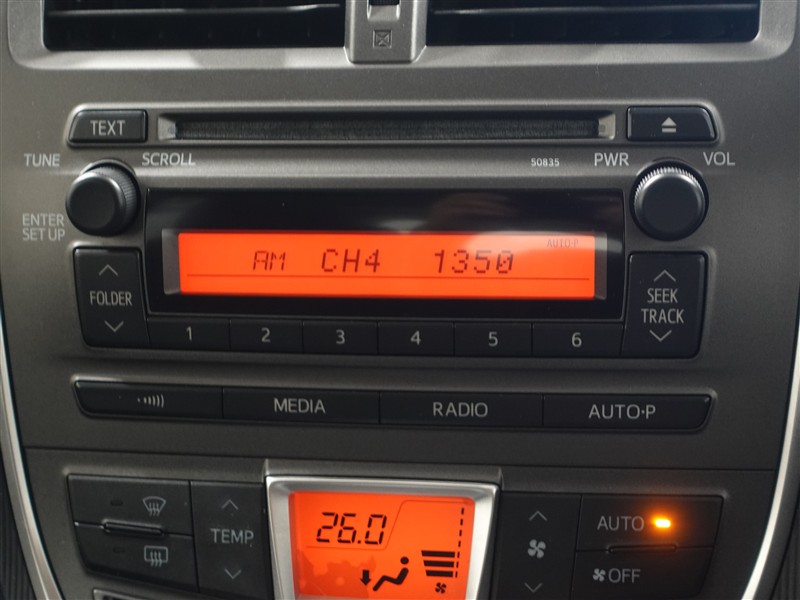 TEXT
TUNE SCROLL 50835 PWR VOL
ENTER
SET UP
AUTO-P
AM CH4 1350
FOLDER
SEEK
TRACK
1 2 3 4 5 6
MEDIA RADIO AUTO·P
TEMP
26.0
AUTO
OFF